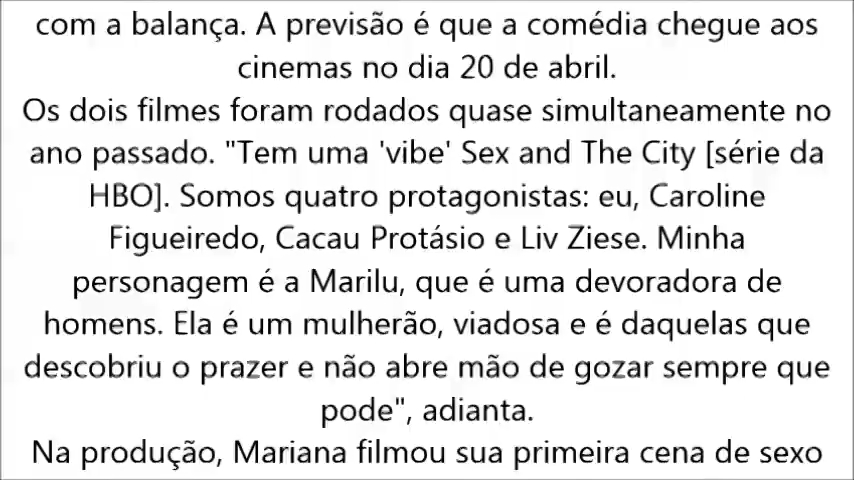 com a balança. A previsão é que a comédia chegue aos
cinemas no dia 20 de abril.
Os dois filmes foram rodados quase simultaneamente no
ano passado. "Tem uma 'vibe' Sex and The City [série da
HBO]. Somos quatro protagonistas: eu, Caroline
Figueiredo, Cacau Protásio e Liv Ziese. Minha
personagem é a Marilu, que é uma devoradora de
homens. Ela é um mulherão, viadosa e é daquelas que
descobriu o prazer e não abre mão de gozar sempre que
pode", adianta.
Na produção, Mariana filmou sua primeira cena de sexo